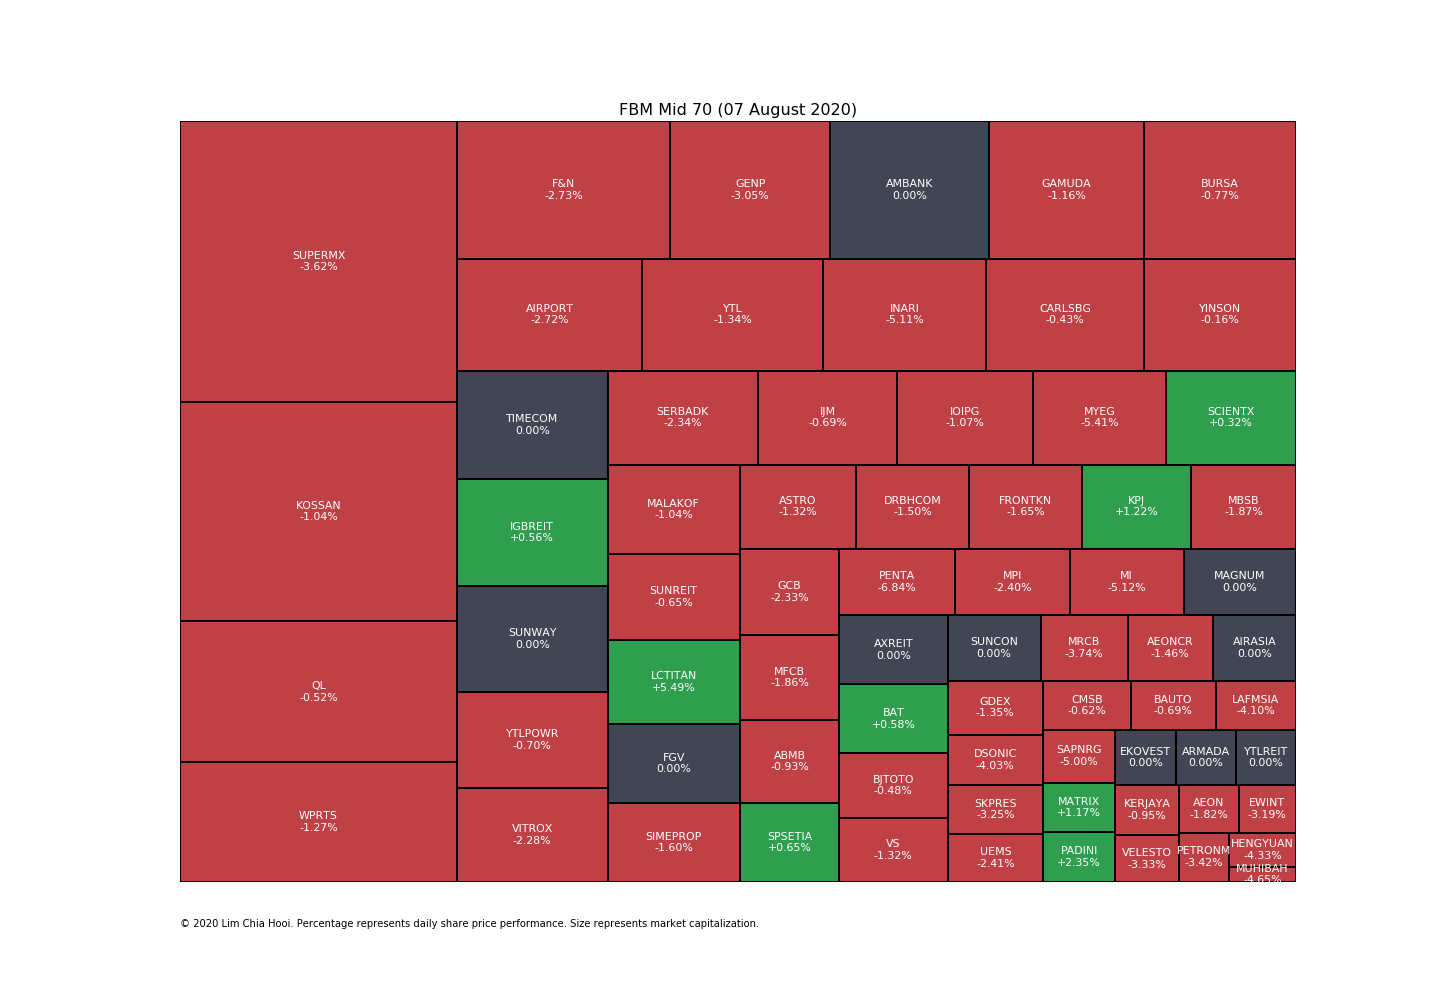 FBM Mid 70 (07 August 2020)
SUPERMX
-3.62%
KOSSAN
-1.04%
QL
-0.52%
WPRTS
-1.27%
F&N
-2.73%
GENP
-3.05%
AMBANK
0.00%
GAMUDA
-1.16%
BURSA
-0.77%
AIRPORT
-2.72%
YTL
-1.34%
INARI
-5.11%
CARLSBG
-0.43%
YINSON
-0.16%
TIMECOM
0.00%
IGBREIT
+0.56%
SUNWAY
0.00%
YTLPOWR
-0.70%
VITROX
-2.28%
SERBADK
-2.34%
IJM
-0.69%
IOIPG
-1.07%
MYEG
-5.41%
SCIENTX
+0.32%
MALAKOF
-1.04%
SUNREIT
-0.65%
LCTITAN
+5.49%
FGV
0.00%
SIMEPROP
-1.60%
ASTRO
-1.32%
DRBHCOM
-1.50%
FRONTKN
-1.65%
KPJ
+1.22%
MBSB
-1.87%
GCB
-2.33%
MFCB
-1.86%
ABMB
-0.93%
SPSETIA
+0.65%
PENTA
-6.84%
MPI
-2.40%
MI
-5.12%
MAGNUM
0.00%
AXREIT
0.00%
BAT
+0.58%
BJTOTO
-0.48%
VS
-1.32%
SUNCON
0.00%
MRCB
-3.74%
AEONCR
-1.46%
AIRASIA
0.00%
GDEX
-1.35%
DSONIC
-4.03%
SKPRES
-3.25%
UEMS
-2.41%
CMSB
-0.62%
BAUTO
-0.69%
LAFMSIA
-4.10%
SAPNRG
-5.00%
MATRIX
+1.17%
PADINI
+2.35%
EKOVEST
0.00%
ARMADA
0.00%
YTLREIT
0.00%
KERJAYA
-0.95%
VELESTO
-3.33%
AEON
-1.82%
EWINT
-3.19%
PETRONM
-3.42%
HENGYUAN
-4.33%
MUHIBAH
-4.65%
© 2020 Lim Chia Hooi. Percentage represents daily share price performance. Size represents market capitalization.